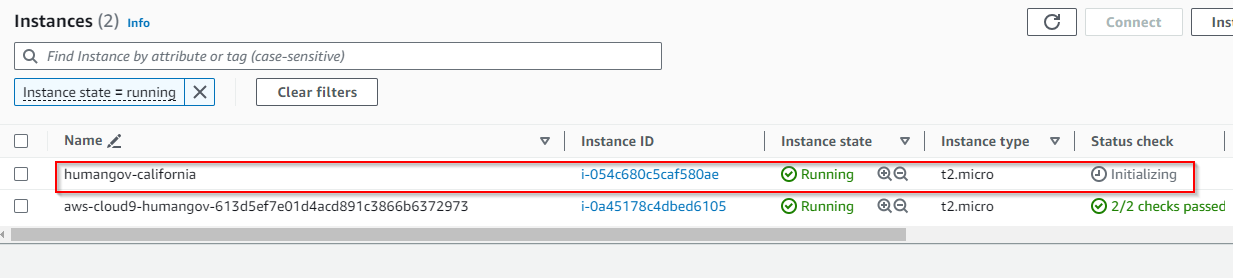 Instances (2) Info
Connect
Inst
Find Instance by attribute or tag (case-sensitive)
Instance state = running
Clear filters
Name Instance ID Instance state Instance type Status check
humangov-california i-054c680c5caf580ae Running t2.micro Initializing
aws-cloud9-humangov-613d5ef7e01d4acd891c3866b6372973 i-0a45178c4dbed6105 Running t2.micro 2/2 checks passed